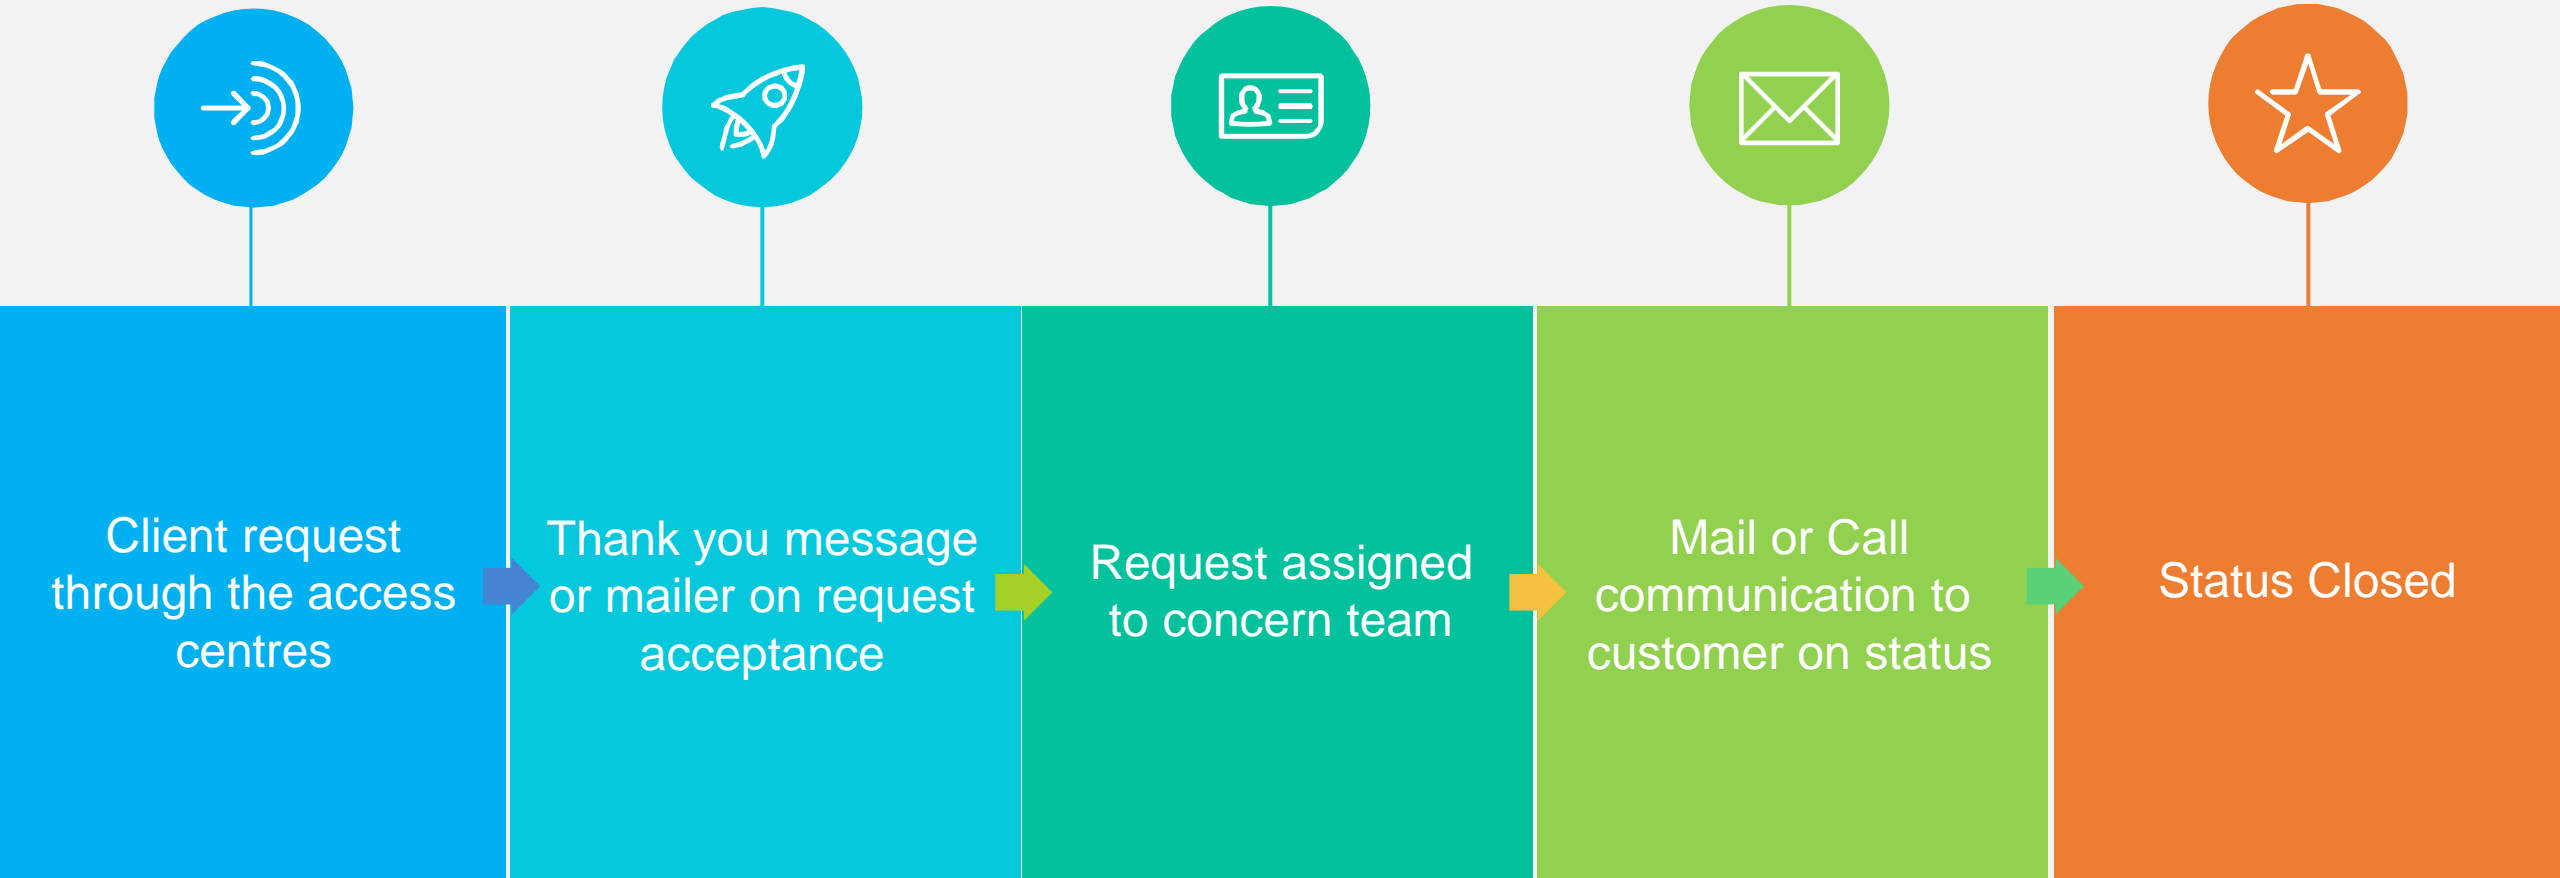 Client request
through the access
centres
Thank you message
or mailer on request
acceptance
Request assigned
to concern team
Mail or Call
communication to
customer on status
Status Closed